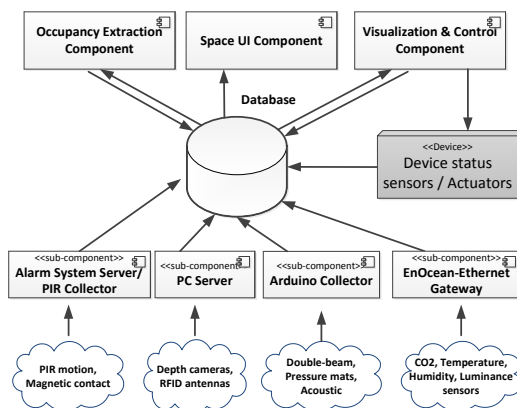 Occupancy Extraction
Component
Space UI Component
Visualization & Control
Component
Database
<<Device>>
Device status
sensors / Actuators
<<sub-component>>
Alarm System Server/
PIR Collector
<<sub-component>>
PC Server
<<sub-component>>
Arduino Collector
<<sub-component>>
EnOcean-Ethernet
Gateway
PIR motion,
Magnetic contact
Depth cameras,
RFID antennas
Double-beam,
Pressure mats,
Acoustic
CO2, Temperature,
Humidity, Luminance
sensors